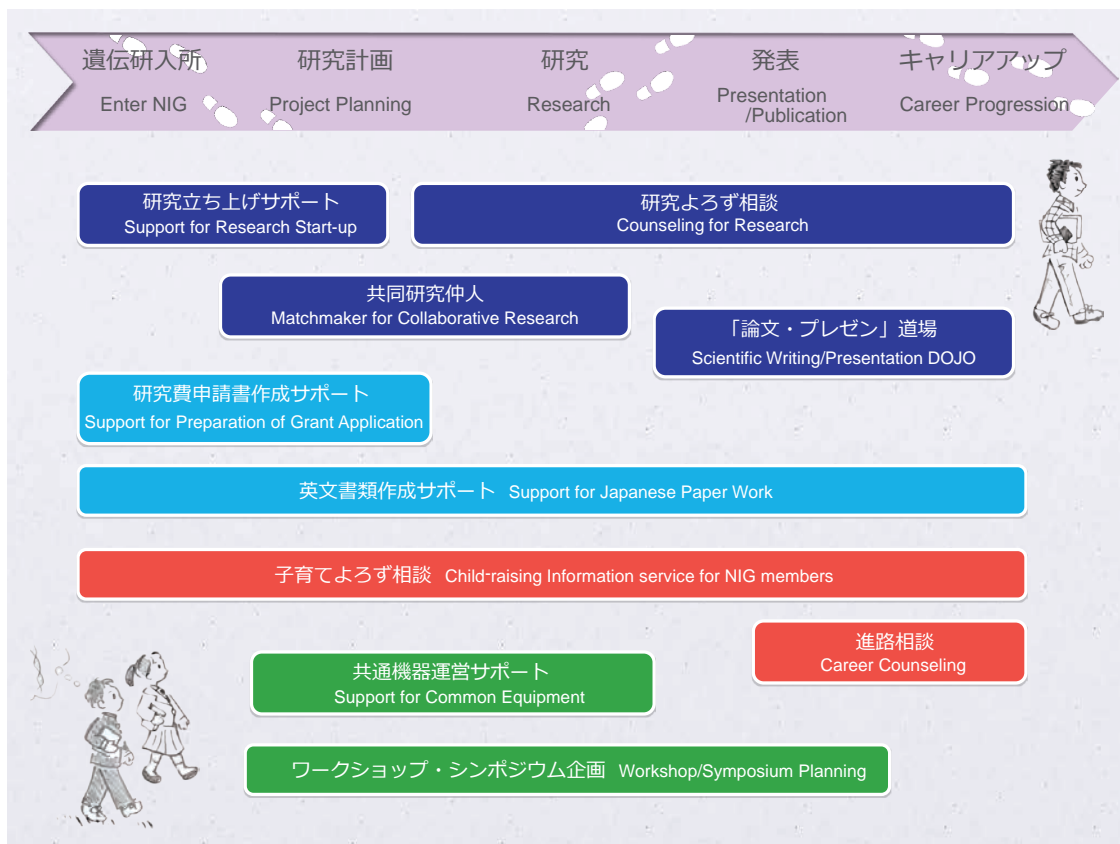 遺伝研入所
Enter NIG
研究計画
Project Planning
研究
Research
発表
Presentation
/Publication
キャリアアップ
Career Progression
研究立ち上げサポート
Support for Research Start-up
研究よろず相談
Counseling for Research
共同研究仲人
Matchmaker for Collaborative Research
「論文・プレゼン」道場
Scientific Writing/Presentation DOJO
研究費申請書作成サポート
Support for Preparation of Grant Application
英文書類作成サポート Support for Japanese Paper Work
子育てよろず相談 Child-raising Information service for NIG members
進路相談
Career Counseling
共通機器運営サポート
Support for Common Equipment
ワークショップ・シンポジウム企画 Workshop/Symposium Planning